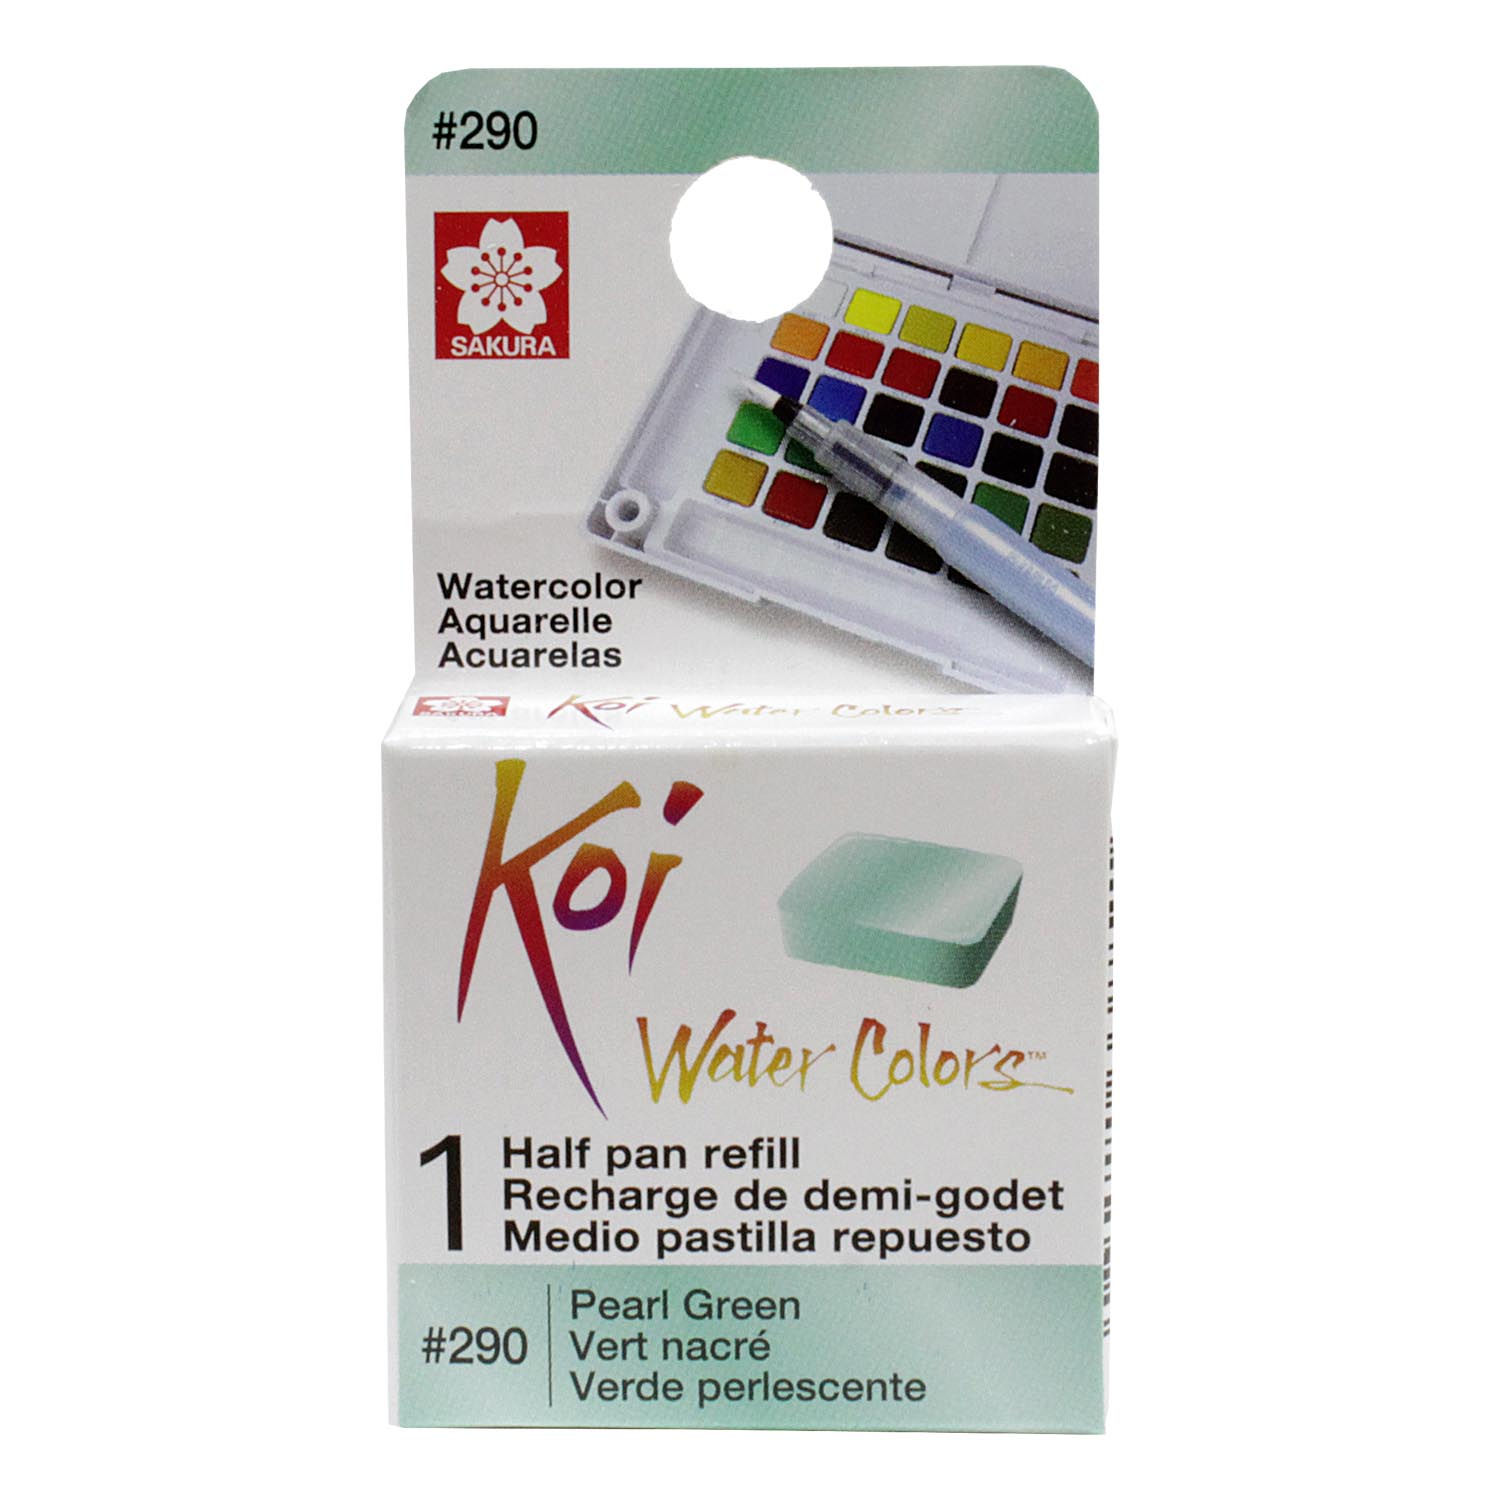 #290
SAKURA
Watercolor
Aquarelle
Acuarelas
SAKURA Koi Water Colors
Koi
Water Colors™
1 Half pan refill
Recharge de demi-godet
Medio pastilla repuesto
#290
Pearl Green
Vert nacré
Verde perlescente